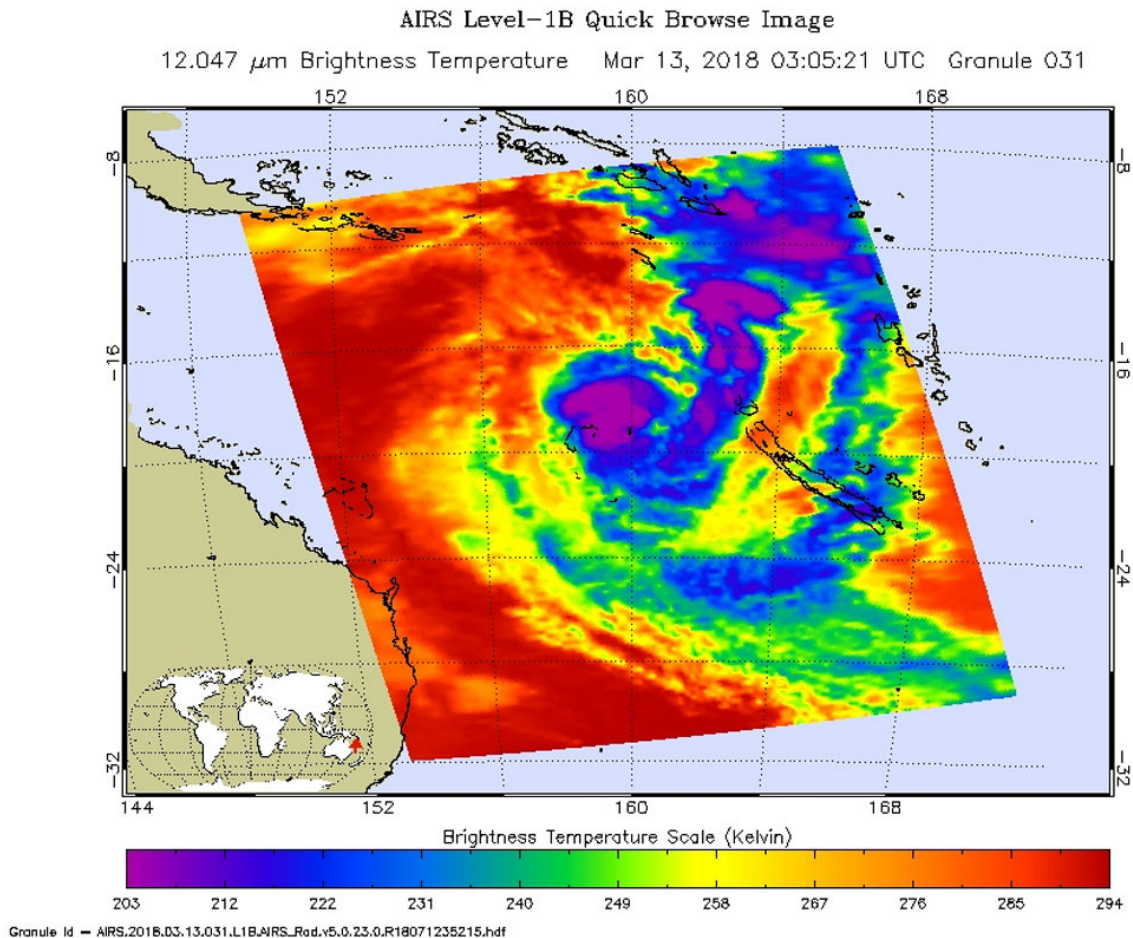 AIRS Level-1B Quick Browse Image
12.047 μm Brightness Temperature Mar 13, 2018 03:05:21 UTC Granule 031
152 160 168
-8 -8
-16 -16
-24 -24
-32 -32
144 152 160 168
Brightness Temperature Scale (Kelvin)
203 212 222 231 240 249 258 267 276 285 294
Granule Id – AIRS.2018.03.13.031.L1B.AIRS_Rad.v5.0.23.0.R18071235215.hdf